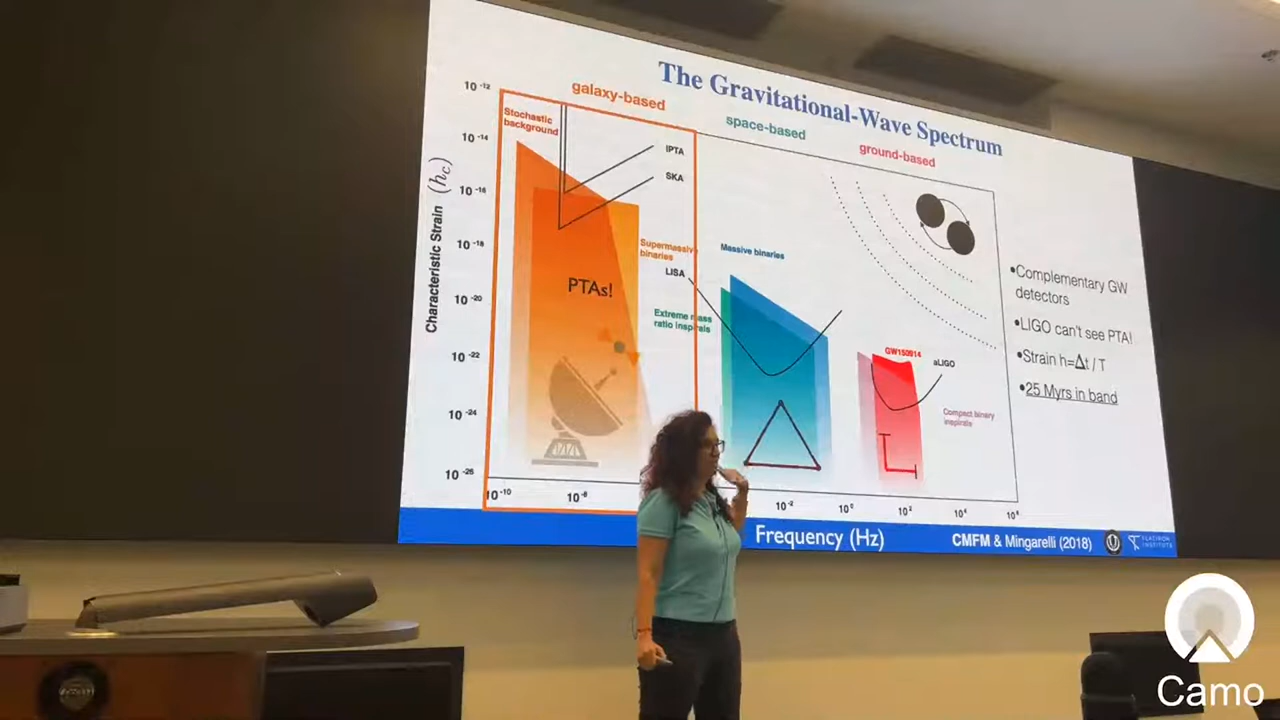 The Gravitational-Wave Spectrum
galaxy-based
space-based
ground-based
10 -12
10 -14
10 -16
10 -18
10 -20
10 -22
10 -24
10 -26
Characteristic Strain (hc)
Stochastic
background
IPTA
SKA
Supermassive
binaries
LISA
Massive binaries
PTAs!
Extreme mass
ratio inspirals
GW150914
aLIGO
Compact binary
inspirals
•Complementary GW
detectors
•LIGO can't see PTA!
•Strain h=Δt / T
•25 Myrs in band
10 -10
10 -8
10 -2
10 0
10 2
10 4
Frequency (Hz)
CMFM & Mingarelli (2018)
FLATIRON
INSTITUTE
Camo